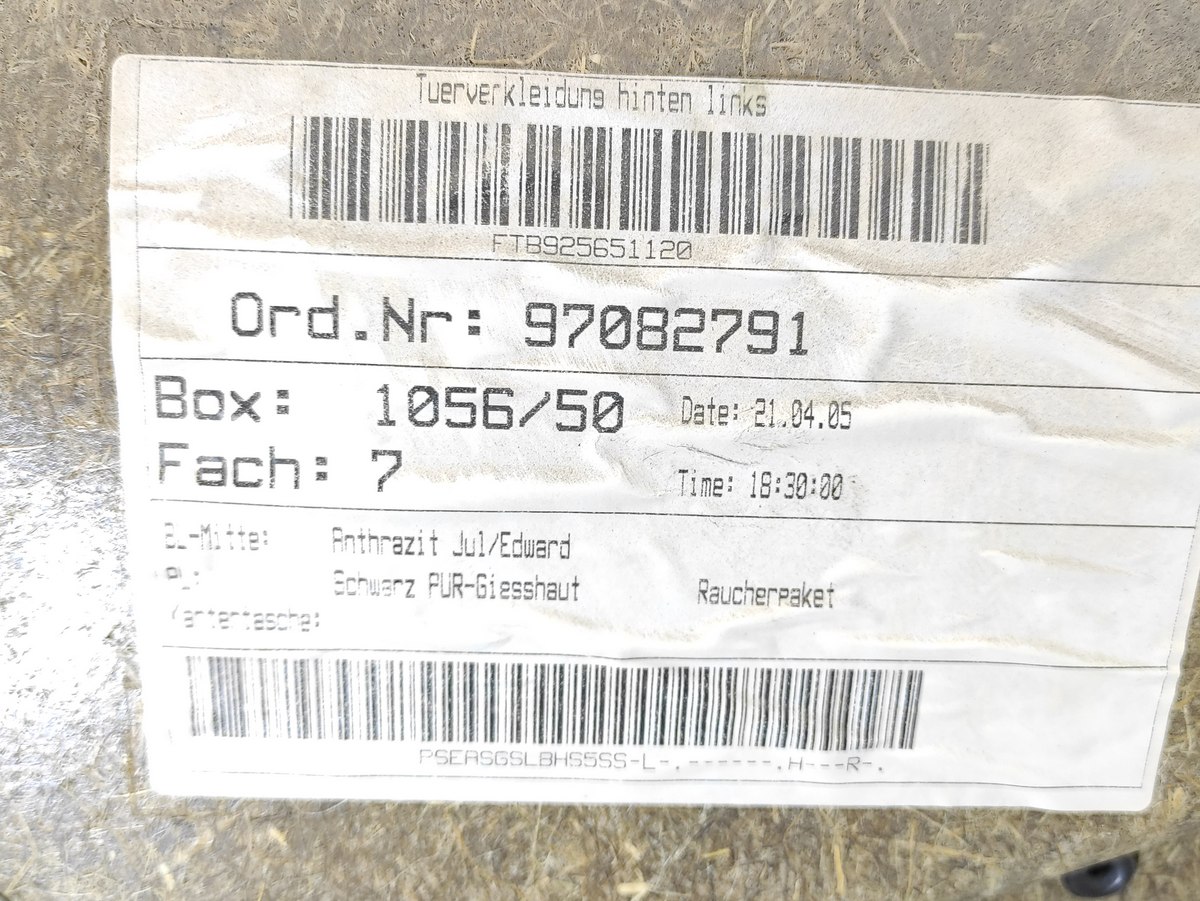 Tuerverkleidung hinten links
FTB925651120
Ord.Nr: 97082791
Box: 1056/50 Date: 21.04.05
Fach: 7 Time: 18:30:00
Anthrazit Jul/Edward
Schwarz PUR-Giesshaut Raucherpaket
PSEASGSLBHS5SS-L-.------.H---R-.